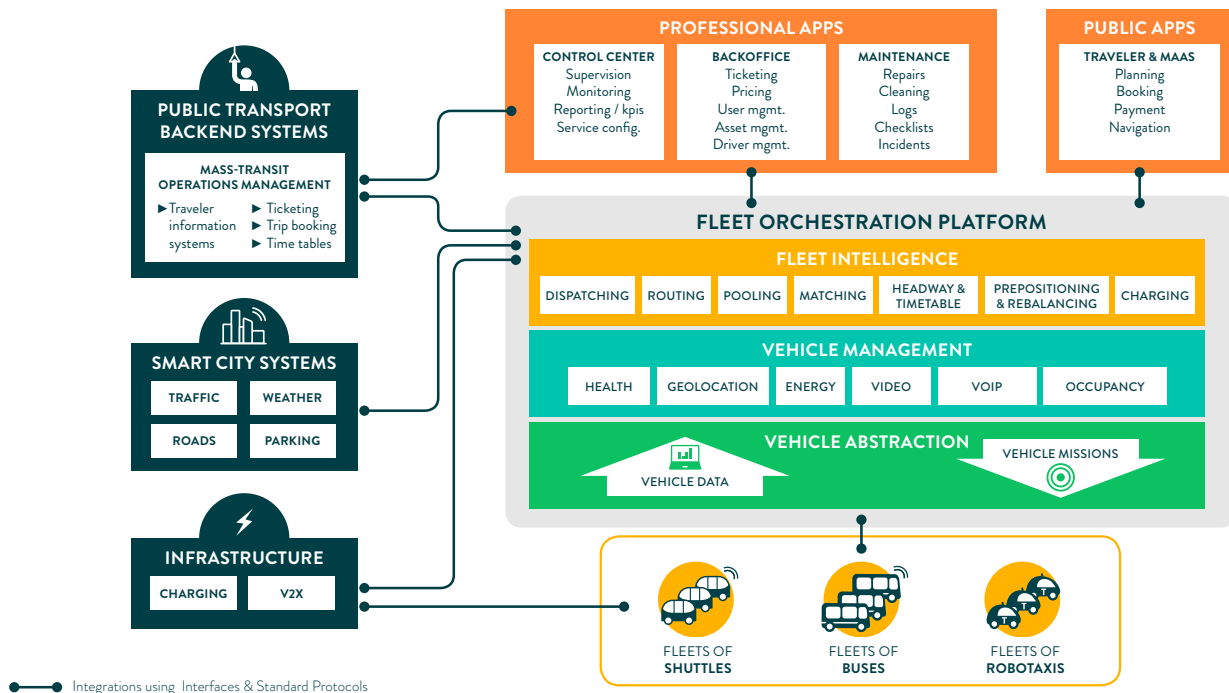 PROFESSIONAL APPS
CONTROL CENTER
Supervision
Monitoring
Reporting / kpis
Service config.
BACKOFFICE
Ticketing
Pricing
User mgmt.
Asset mgmt.
Driver mgmt.
MAINTENANCE
Repairs
Cleaning
Logs
Checklists
Incidents
PUBLIC APPS
TRAVELER & MAAS
Planning
Booking
Payment
Navigation
PUBLIC TRANSPORT
BACKEND SYSTEMS
MASS-TRANSIT
OPERATIONS MANAGEMENT
► Traveler
information
systems
► Ticketing
► Trip booking
► Time tables
SMART CITY SYSTEMS
TRAFFIC
WEATHER
ROADS
PARKING
INFRASTRUCTURE
CHARGING
V2X
FLEET ORCHESTRATION PLATFORM
FLEET INTELLIGENCE
DISPATCHING
ROUTING
POOLING
MATCHING
HEADWAY &
TIMETABLE
PREPOSITIONING
& REBALANCING
CHARGING
VEHICLE MANAGEMENT
HEALTH
GEOLOCATION
ENERGY
VIDEO
VOIP
OCCUPANCY
VEHICLE ABSTRACTION
VEHICLE DATA
VEHICLE MISSIONS
FLEETS OF
SHUTTLES
FLEETS OF
BUSES
T
T
T
FLEETS OF
ROBOTAXIS
Integrations using Interfaces & Standard Protocols